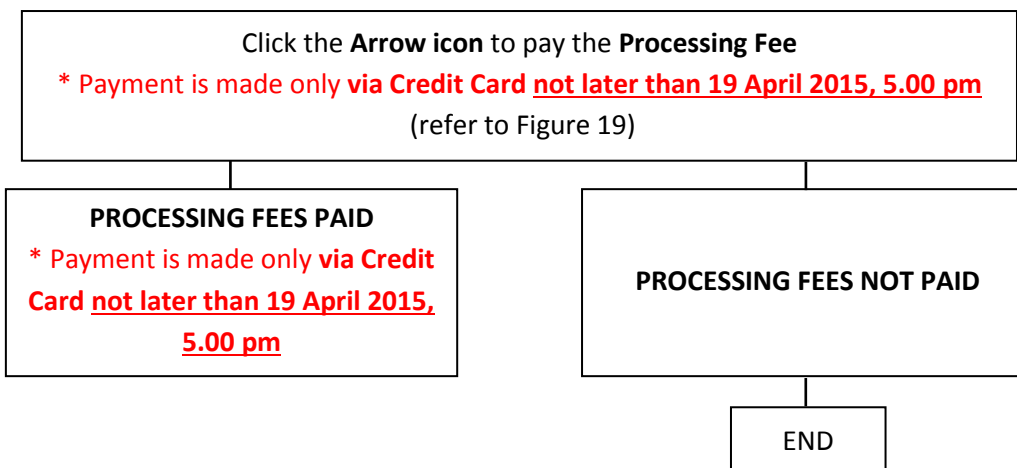 Click the Arrow icon to pay the Processing Fee
* Payment is made only via Credit Card not later than 19 April 2015, 5.00 pm
(refer to Figure 19)
PROCESSING FEES PAID
* Payment is made only via Credit
Card not later than 19 April 2015,
5.00 pm
PROCESSING FEES NOT PAID
END